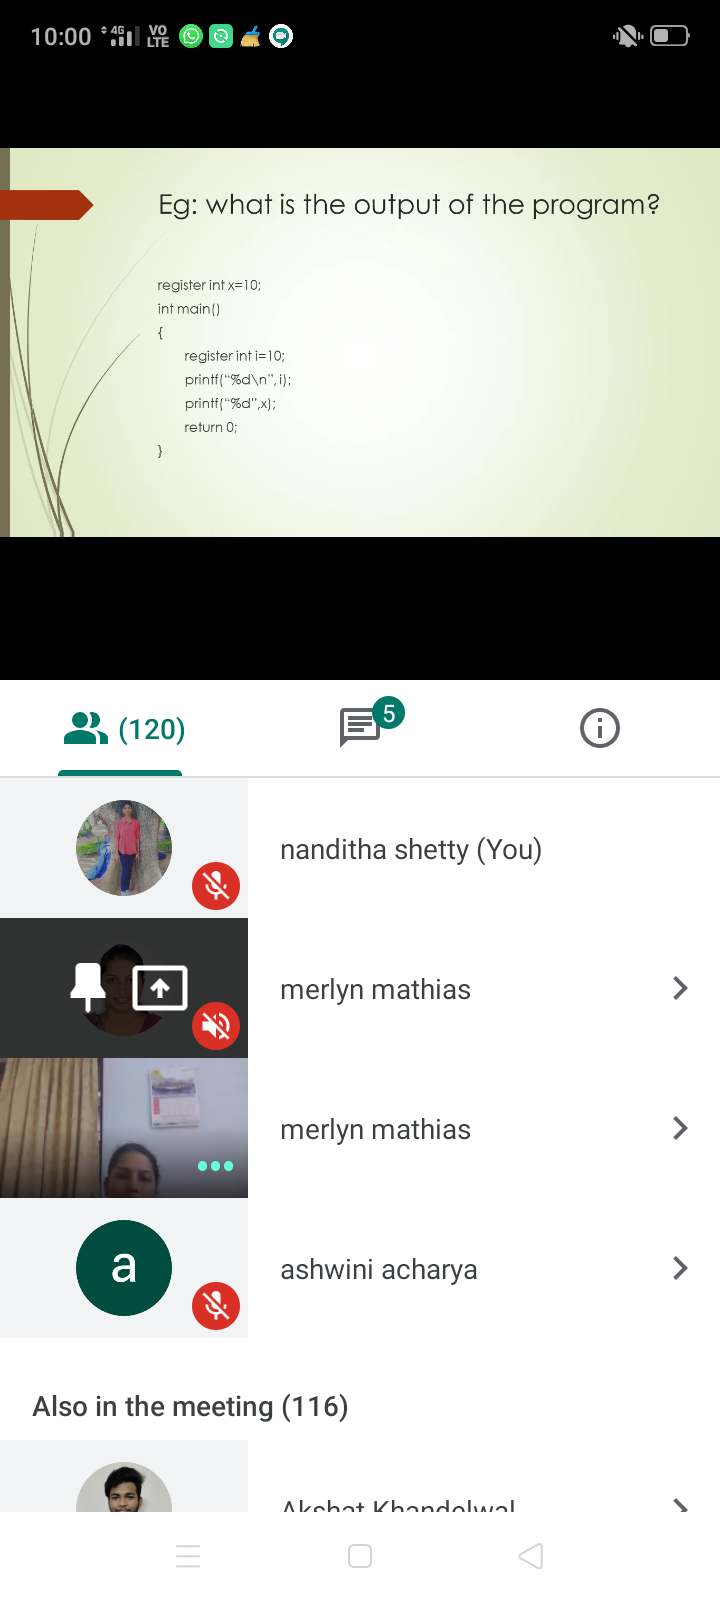 10:00 4G VO LTE
Eg: what is the output of the program?
register int x=10;
int main()
{
register int i=10;
printf(“%d\n”,i);
printf(“%d”,x);
return 0;
}
(120) 5
nanditha shetty (You)
merlyn mathias
merlyn mathias
a ashwini acharya
Also in the meeting (116)
Akshat Khandelwal